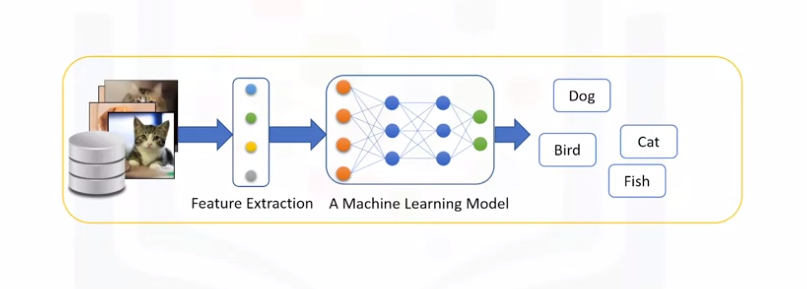 Dog
Bird
Cat
Fish
Feature Extraction
A Machine Learning Model